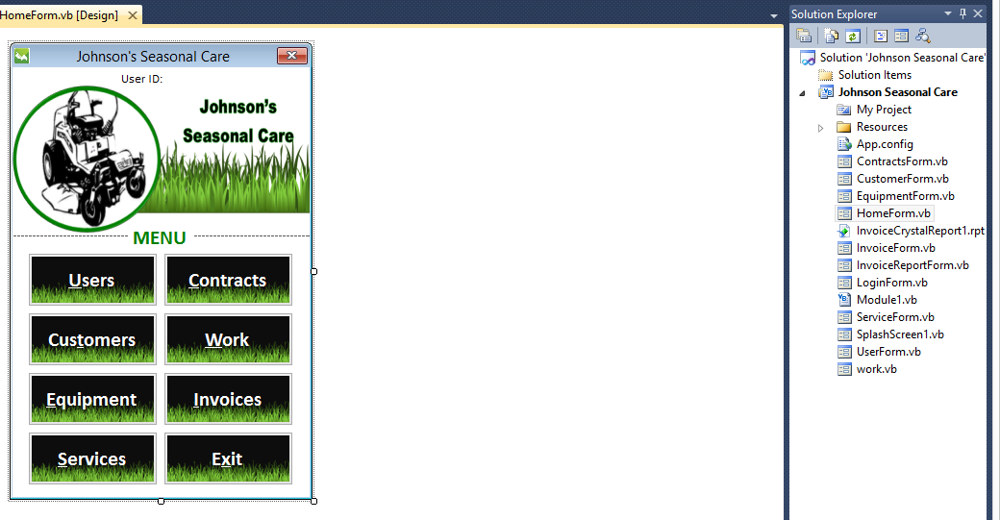 HomeForm.vb [Design]
Johnson's Seasonal Care
User ID:
Johnson's
Seasonal Care
MENU
Users
Contracts
Customers
Work
Equipment
Invoices
Services
Exit
Solution Explorer
Solution 'Johnson Seasonal Care'
Solution Items
Johnson Seasonal Care
My Project
Resources
App.config
ContractsForm.vb
CustomerForm.vb
EquipmentForm.vb
HomeForm.vb
InvoiceCrystalReport1.rpt
InvoiceForm.vb
InvoiceReportForm.vb
LoginForm.vb
Module1.vb
ServiceForm.vb
SplashScreen1.vb
UserForm.vb
work.vb